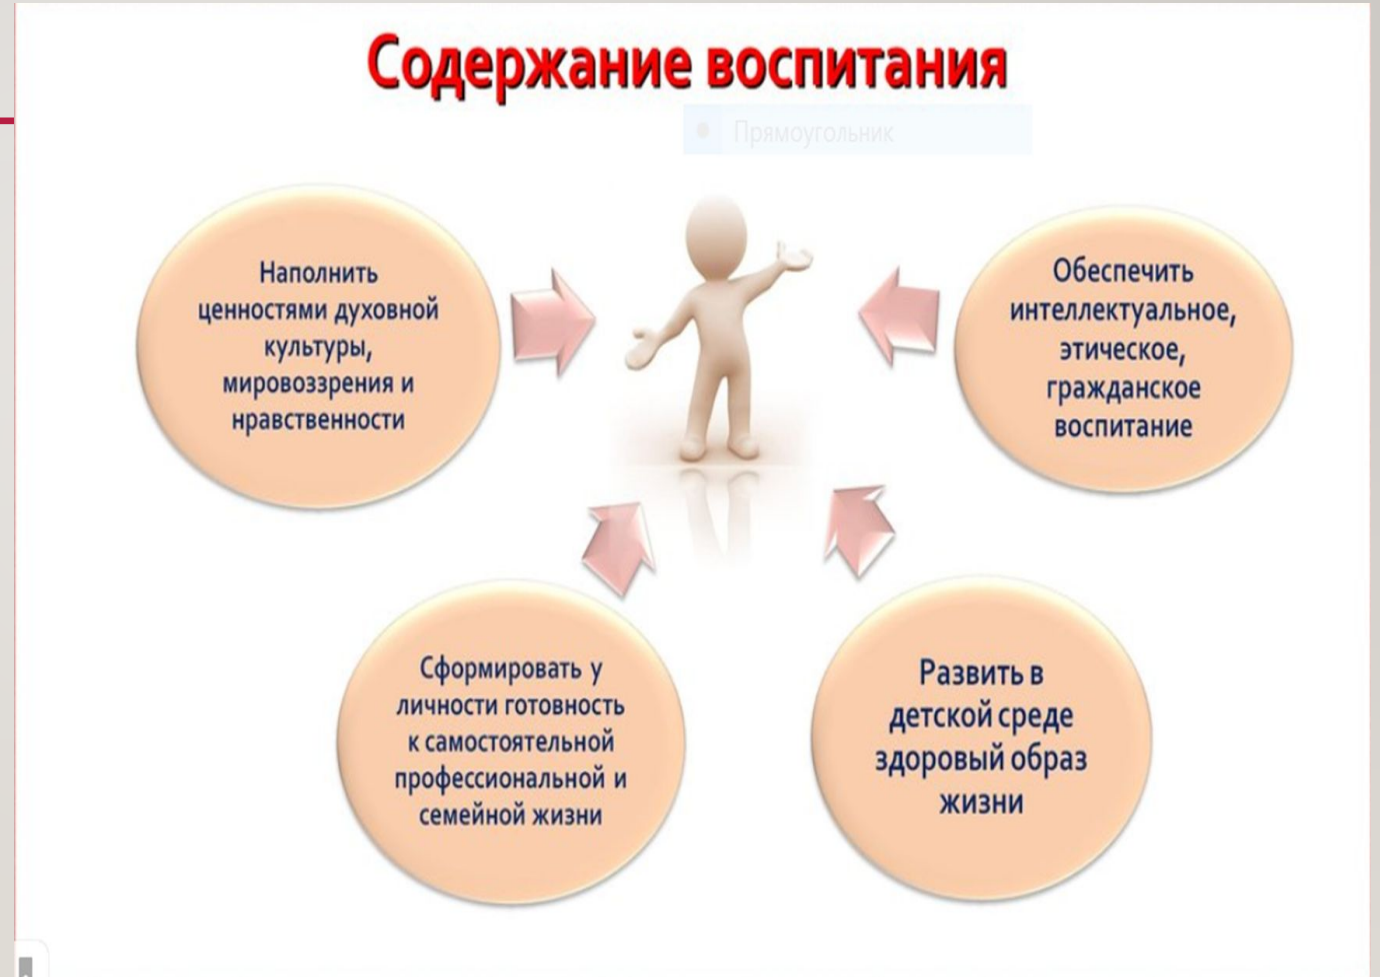 Содержание воспитания
Прямоугольник
Наполнить
ценностями духовной
культуры,
мировоззрения и
нравственности
Обеспечить
интеллектуальное,
этическое,
гражданское
воспитание
Сформировать у
личности готовность
к самостоятельной
профессиональной и
семейной жизни
Развить в
детской среде
здоровый образ
жизни